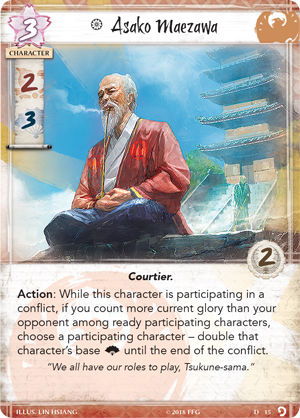 3
Asako Maezawa
CHARACTER
2
3
2
Courtier.
Action: While this character is participating in a
conflict, if you count more current glory than your
opponent among ready participating characters,
choose a participating character – double that
character's base until the end of the conflict.
"We all have our roles to play, Tsukune-sama."
ILLUS. LIN HSIANG © 2018 FFG D 15